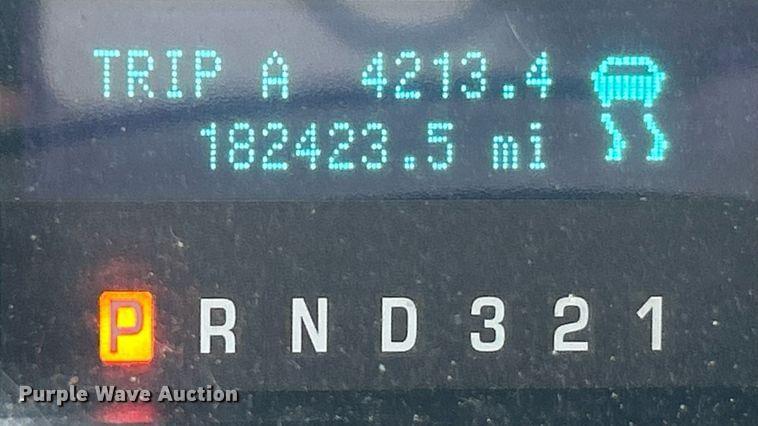 TRIP A 4213.4
182423.5 mi
P R N D 3 2 1
Purple Wave Auction